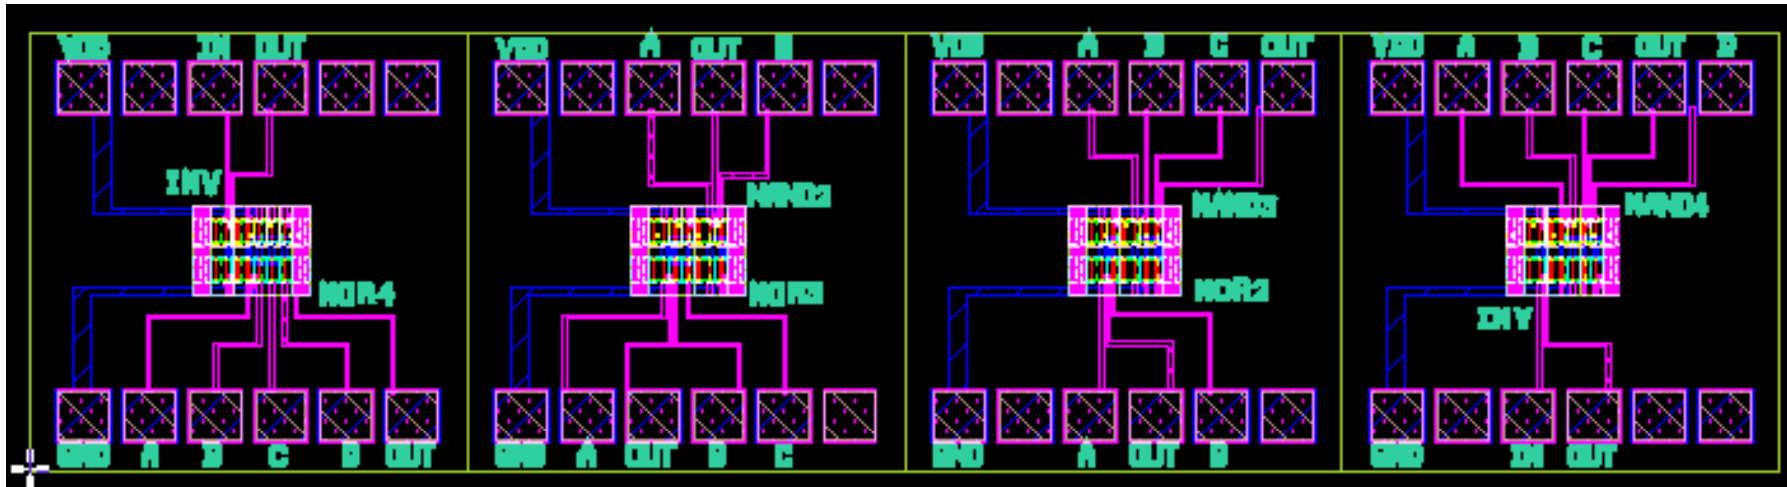 VDD IN OUT
INV
NOR4
GND A B C D OUT
VDD A OUT B
NAND2
NOR3
GND A OUT B C
VDD A B C OUT
NAND3
NOR2
GND A OUT B
VDD A B C OUT D
NAND4
INV
GND IN OUT